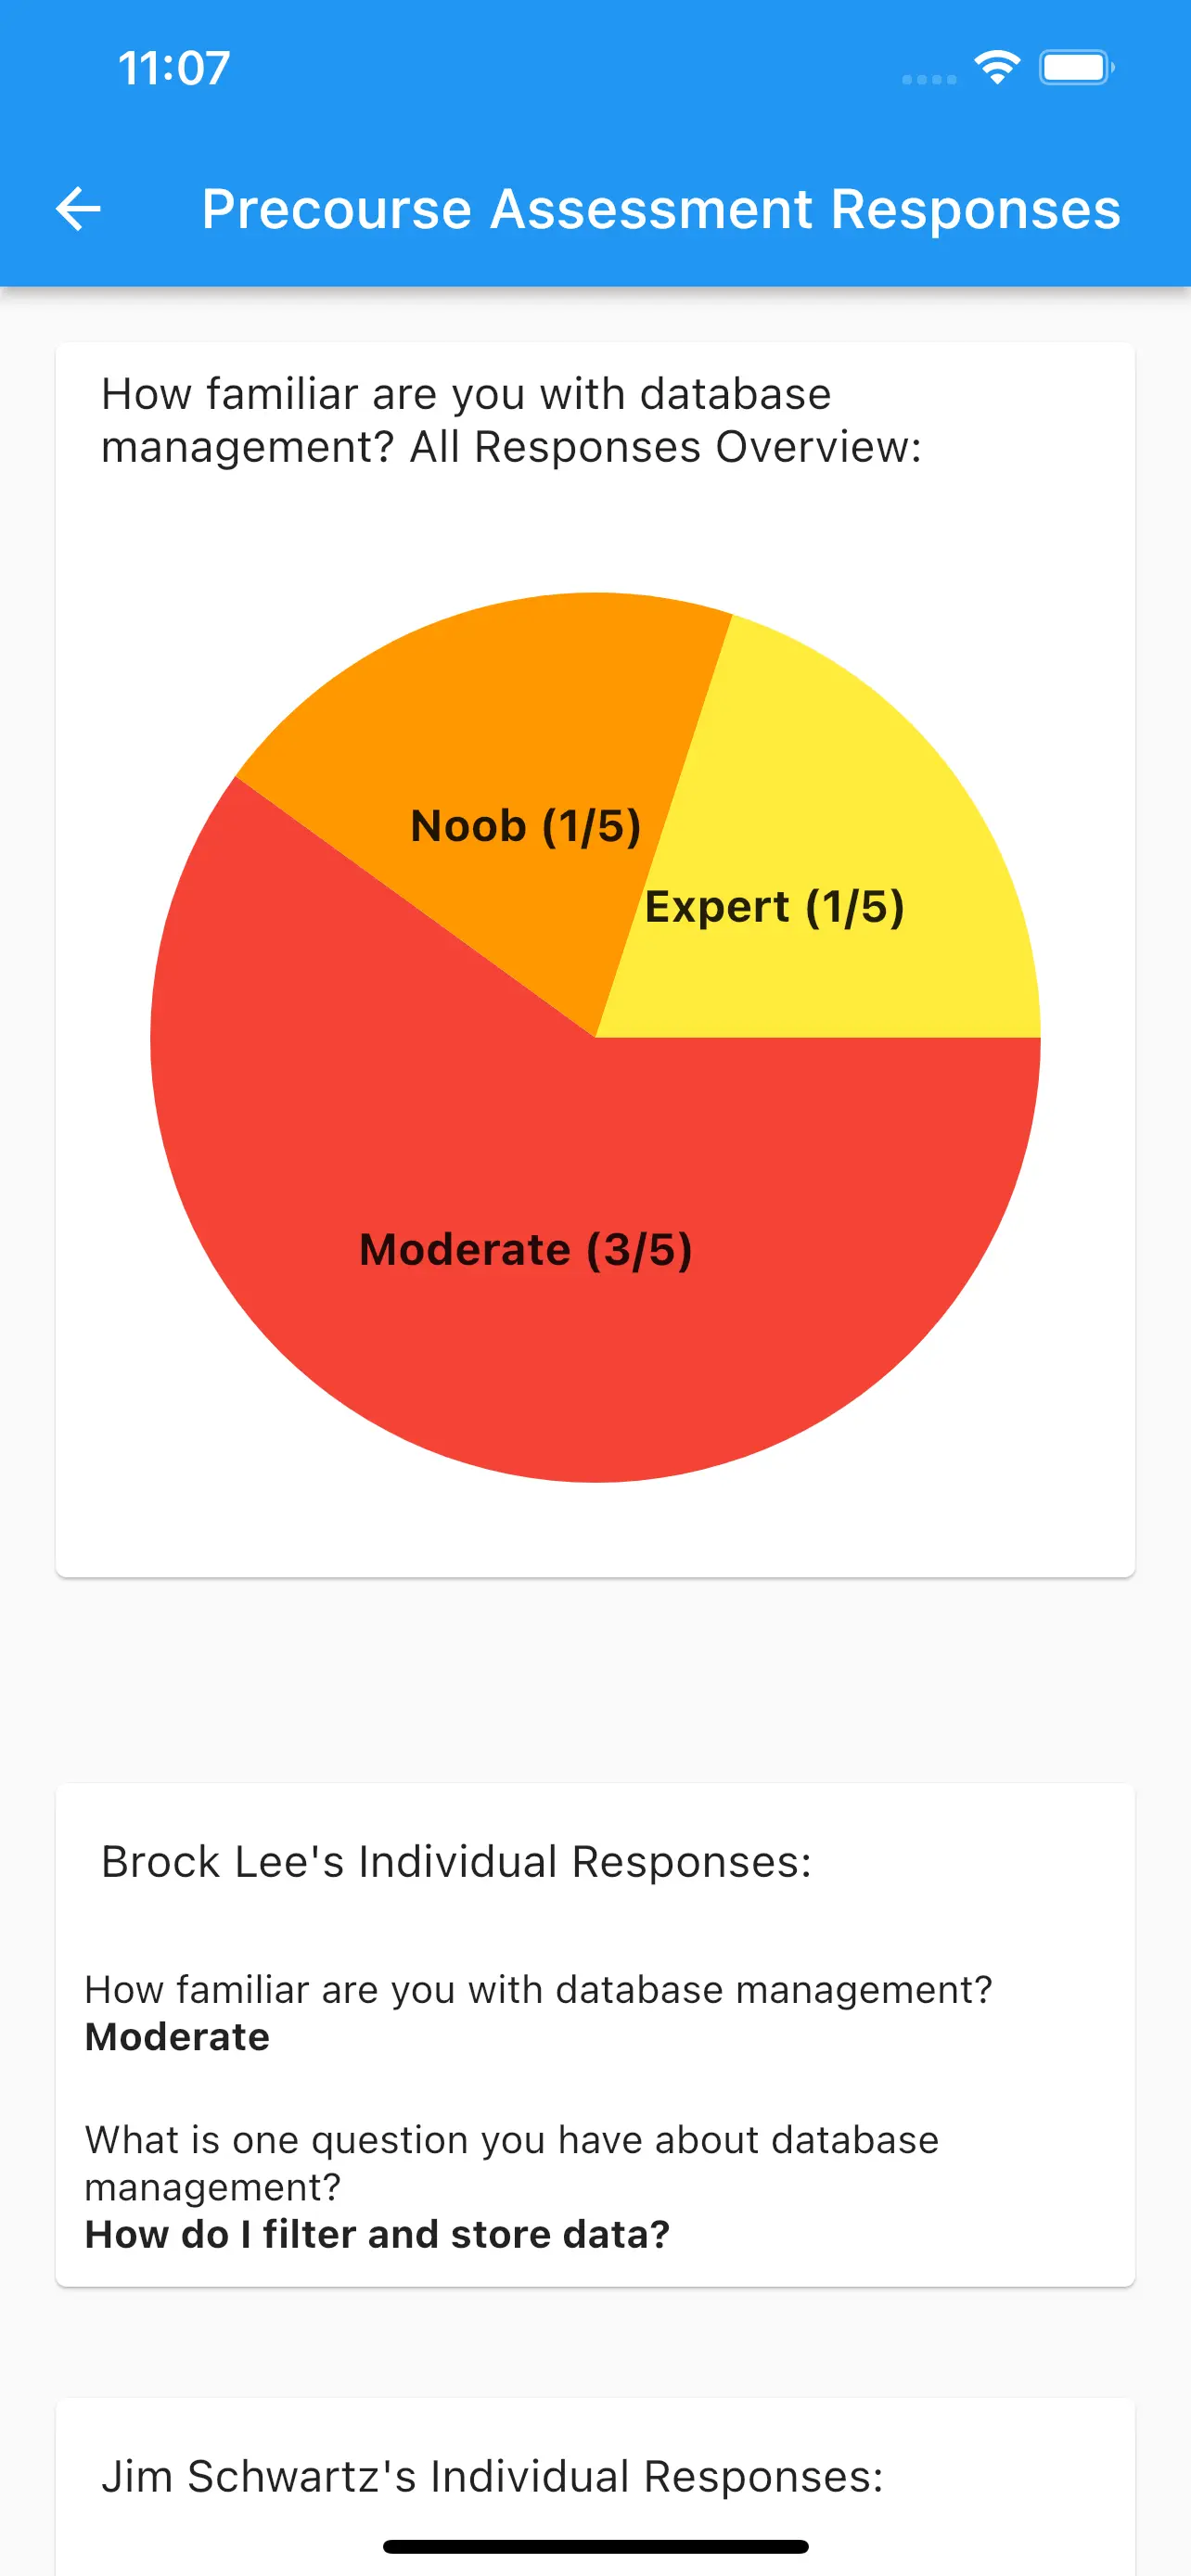 11:07
Precourse Assessment Responses
How familiar are you with database
management? All Responses Overview:
Noob (1/5)
Expert (1/5)
Moderate (3/5)
Brock Lee's Individual Responses:
How familiar are you with database management?
Moderate
What is one question you have about database
management?
How do I filter and store data?
Jim Schwartz's Individual Responses: